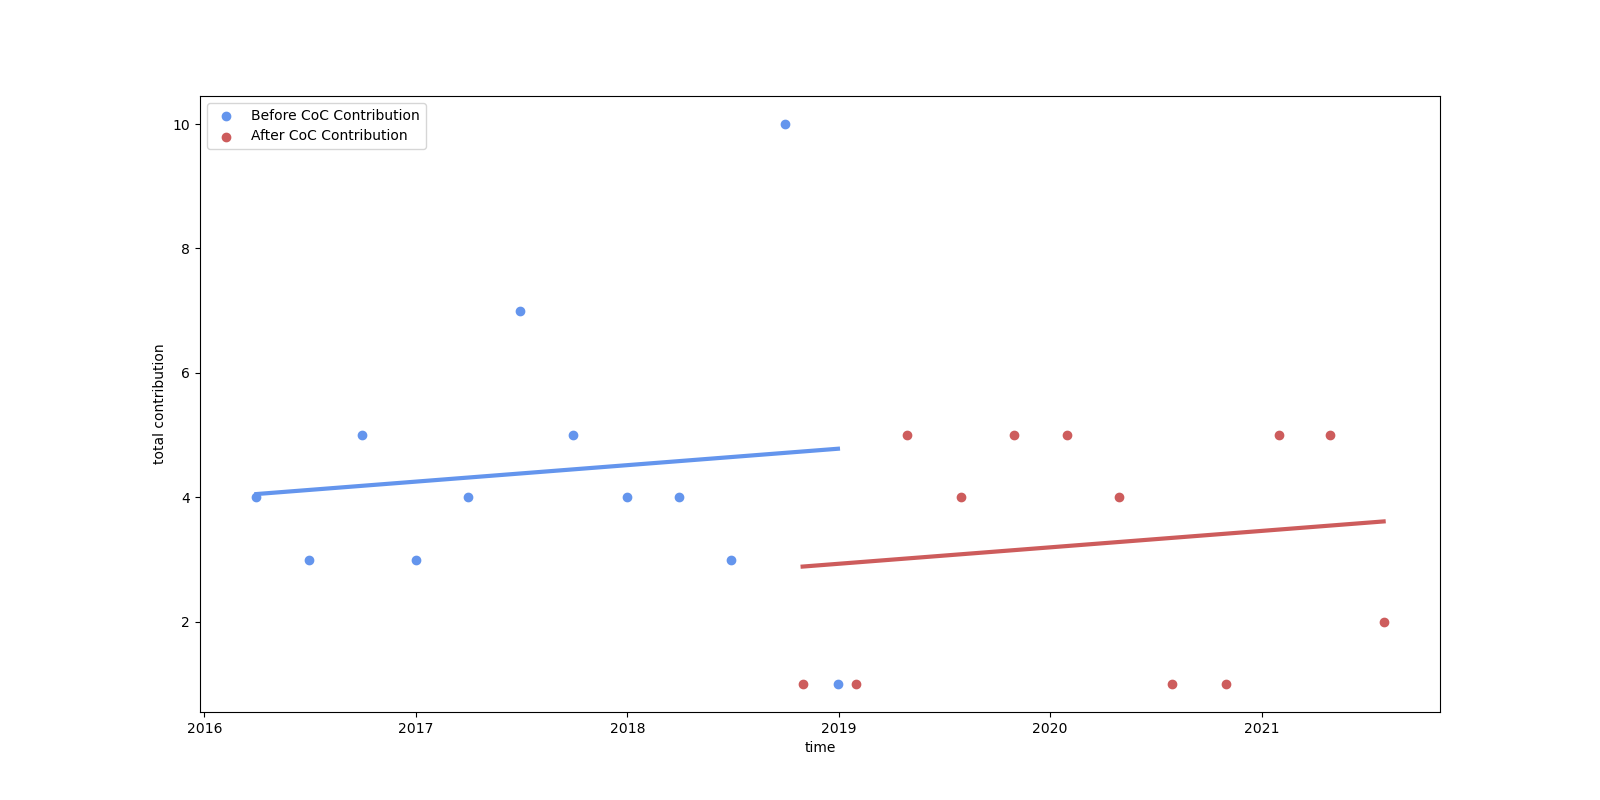 Before CoC Contribution
After CoC Contribution
10
8
6
4
2
total contribution
2016 2017 2018 2019 2020 2021
time